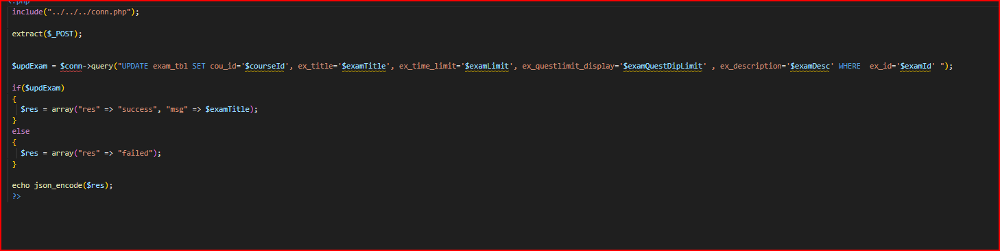 <?php
include("../../../conn.php");
extract($_POST);
$updExam = $conn->query("UPDATE exam_tbl SET cou_id='$courseId', ex_title='$examTitle', ex_time_limit='$examLimit', ex_questlimit_display='$examQuestDipLimit' , ex_description='$examDesc' WHERE  ex_id='$examId' ");
if($updExam)
{
  $res = array("res" => "success", "msg" => $examTitle);
}
else
{
  $res = array("res" => "failed");
}
echo json_encode($res);
?>